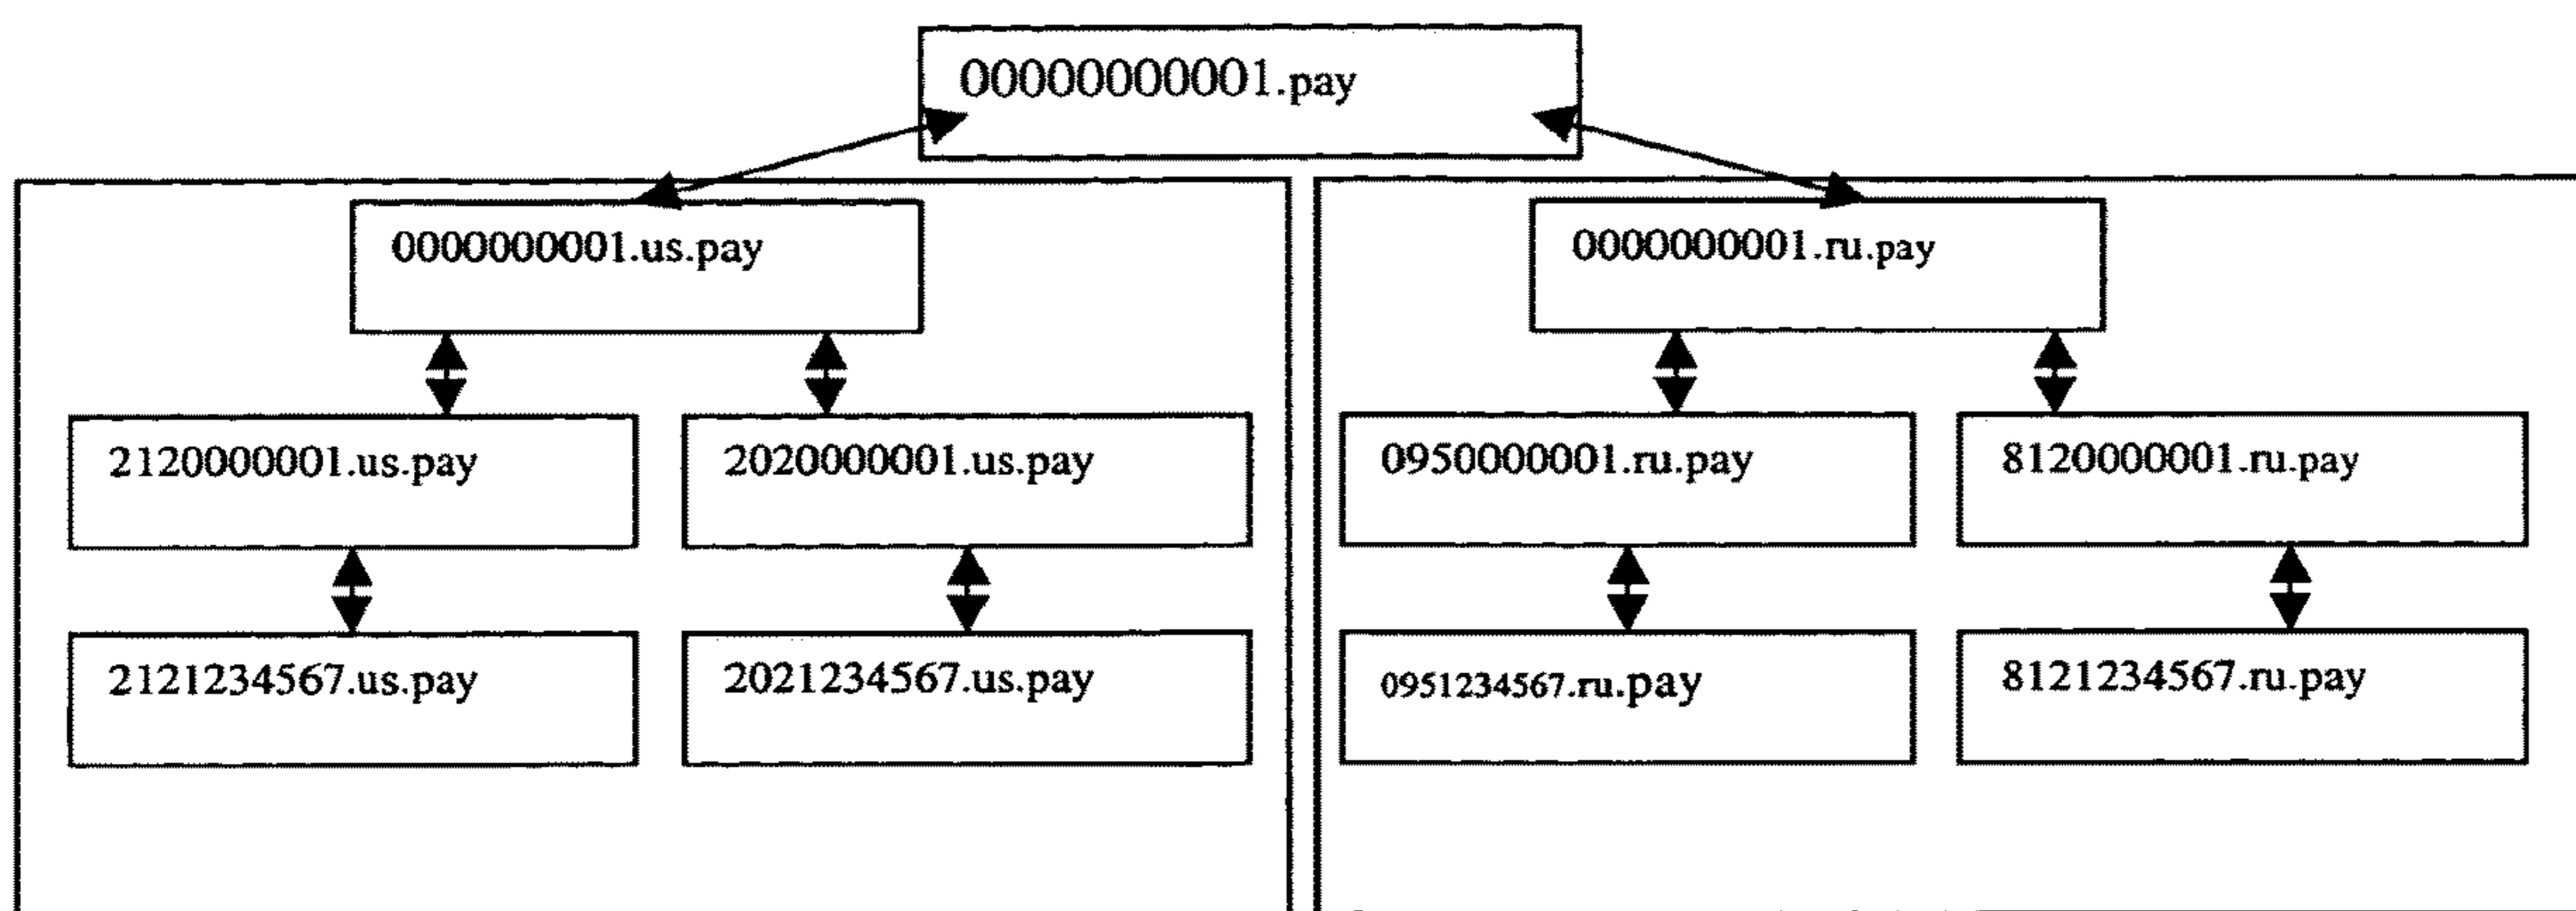 00000000001.pay
0000000001.us.pay
0000000001.ru.pay
2120000001.us.pay
2020000001.us.pay
0950000001.ru.pay
8120000001.ru.pay
2121234567.us.pay
2021234567.us.pay
0951234567.ru.pay
8121234567.ru.pay